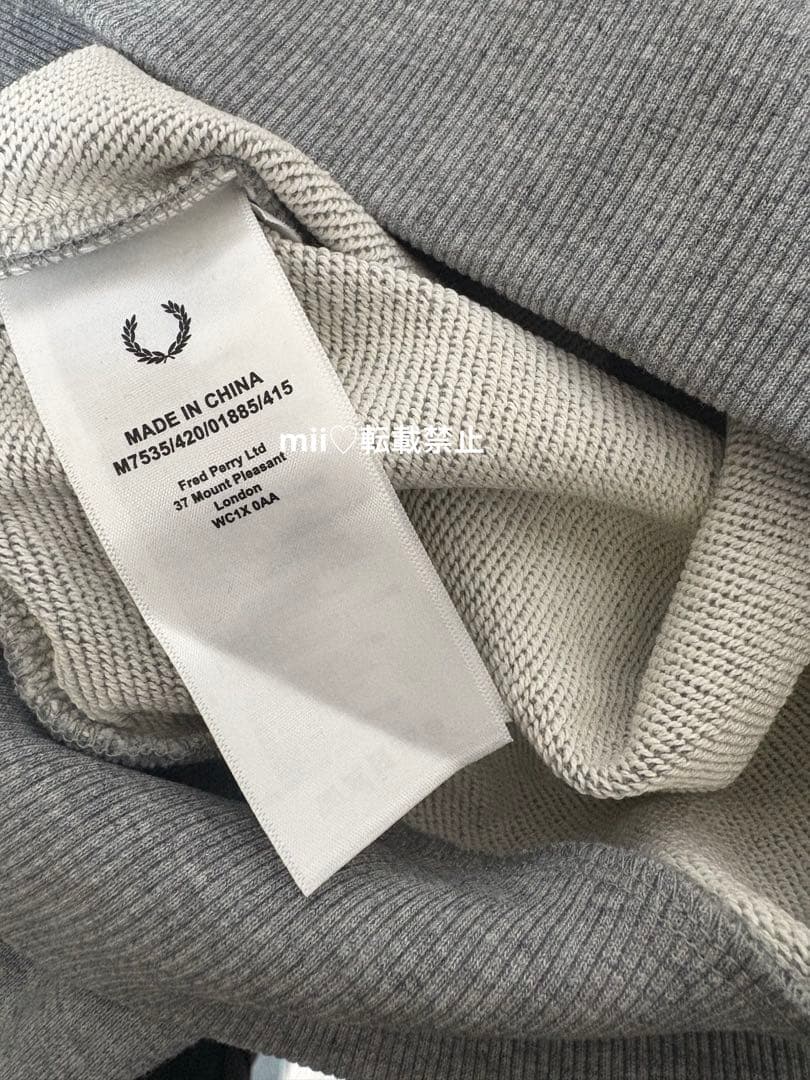 MADE IN CHINA
M7535/420/01885/415
Fred Perry Ltd
37 Mount Pleasant
London
WC1X 0AA
mii♡転載禁止